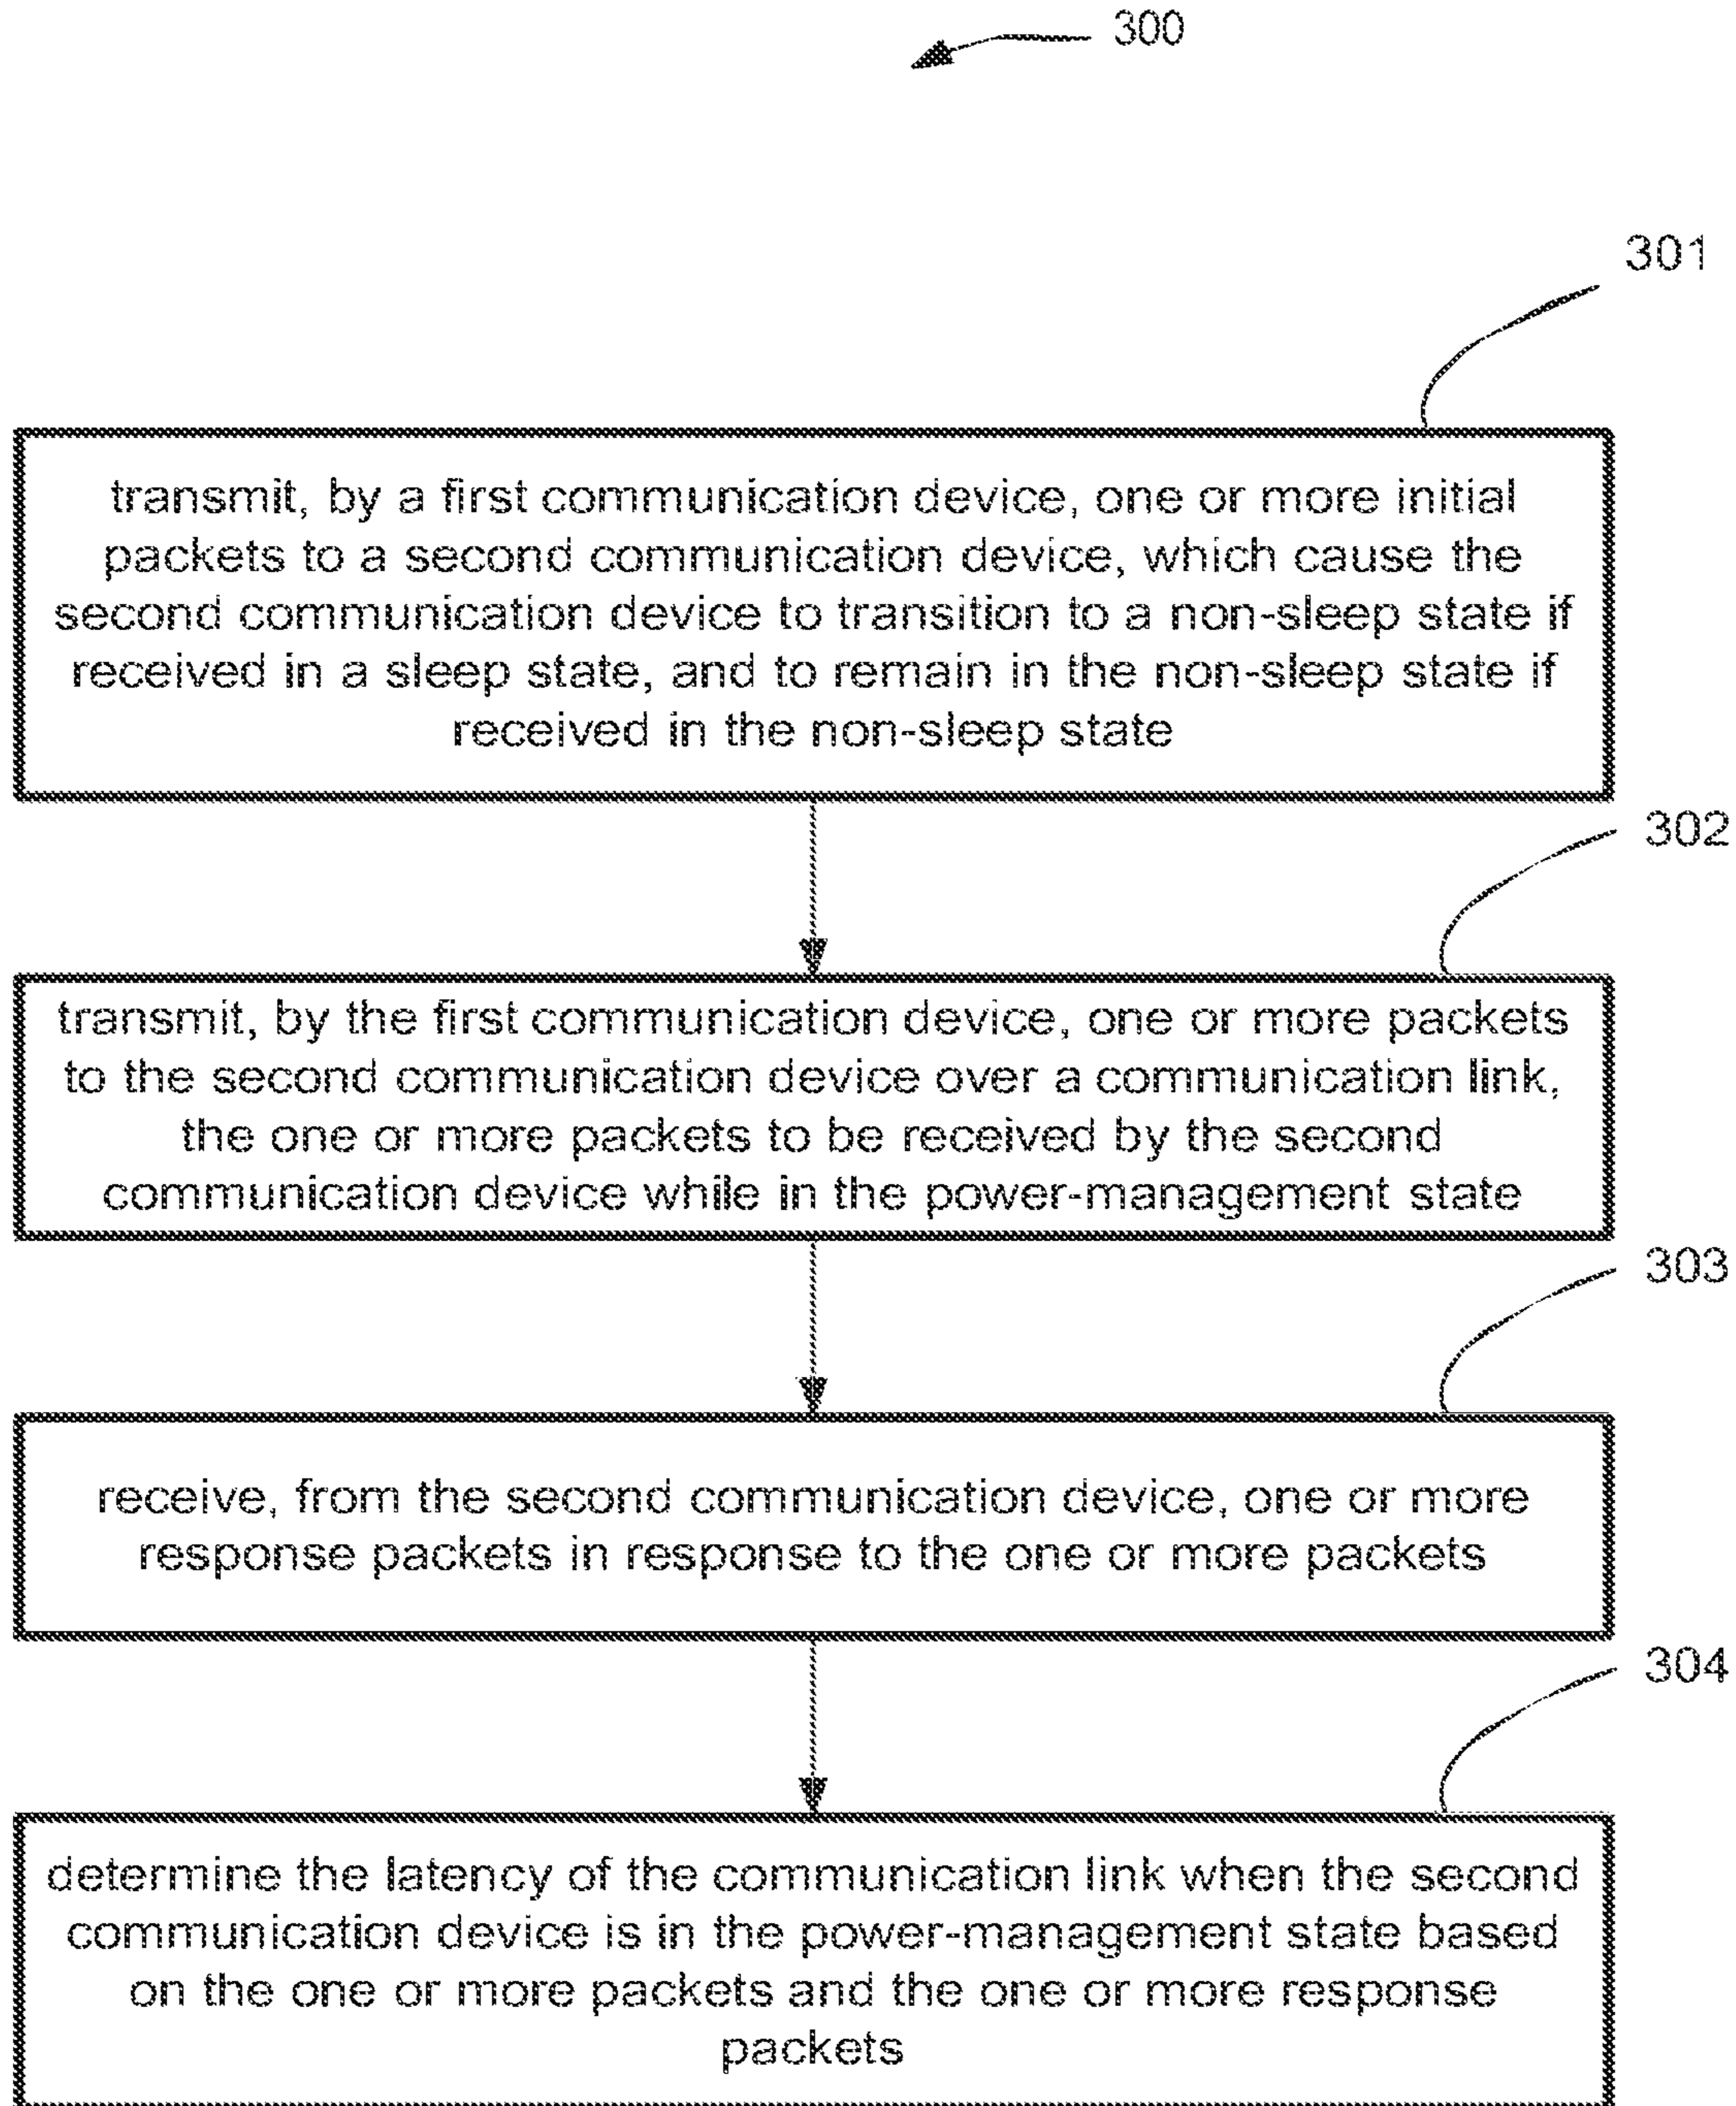 300
301
transmit, by a first communication device, one or more initial
packets to a second communication device, which cause the
second communication device to transition to a non-sleep state if
received in a sleep state, and to remain in the non-sleep state if
received in the non-sleep state
302
transmit, by the first communication device, one or more packets
to the second communication device over a communication link,
the one or more packets to be received by the second
communication device while in the power-management state
303
receive, from the second communication device, one or more
response packets in response to the one or more packets
304
determine the latency of the communication link when the second
communication device is in the power-management state based
on the one or more packets and the one or more response
packets